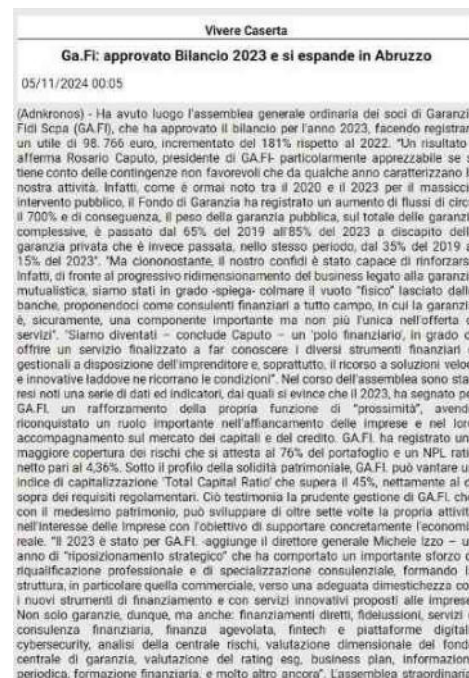 Vivere Caserta
Ga.Fi: approvato Bilancio 2023 e si espande in Abruzzo
05/11/2024 00:05
(Adnkronos) - Ha avuto luogo l'assemblea generale ordinaria dei soci di Garanzi
Fidi Scpa (GA.FI), che ha approvato il bilancio per l'anno 2023, facendo registrar
un utile di 98. 766 euro, incremento del 181% rispetto al 2022. "Un risultato
afferma Rosario Caputo, presidente di GA.FI- particolarmente apprezzabile se s
tiene conto delle contingenze non favorevoli che da qualche anno caratterizzano l
nostra attività. Infatti, come è ormai noto tra il 2020 e il 2023 per il massicci
intervento pubblico, il Fondo di Garanzia ha registrato un aumento di flussi di circ
il 700% e di conseguenza, il peso della garanzia pubblica, sul totale delle garanzi
complessive, è passato dal 65% del 2019 all'85% del 2023 a discapito dell
garanzia privata che è invece passata, nello stesso periodo, dal 35% del 2019 a
15% del 2023". "Ma ciononostante, il nostro confidi è stato capace di rinforzars
Infatti, di fronte al progressivo ridimensionamento del business legato alla garanzi
mutualistica, siamo stati in grado -spiega- colmare il vuoto "fisico" lasciato dall
banche, proponendoci come consulenti finanziari a tutto campo, in cui la garanzi
è, sicuramente, una componente importante ma non più l'unica nell'offerta d
servizi". "Siamo diventati – conclude Caputo – un 'polo finanziario', in grado d
offrire un servizio finalizzato a far conoscere i diversi strumenti finanziari e
gestionali a disposizione dell'imprenditore e, soprattutto, il ricorso a soluzioni veloc
e innovative laddove ne ricorrano le condizioni". Nel corso dell'assemblea sono stat
resi noti una serie di dati ed indicatori, dai quali si evince che il 2023, ha segnato pe
GA.FI. un rafforzamento della propria funzione di "prossimità", avend
riconquistato un ruolo importante nell'affiancamento delle imprese e nel lor
accompagnamento sul mercato dei capitali e del credito. GA.FI. ha registrato un
maggiore copertura dei rischi che si attesta al 76% del portafoglio e un NPL rati
netto pari al 4,36%. Sotto il profilo della solidità patrimoniale, GA.FI. può vantare u
indice di capitalizzazione 'Total Capital Ratio' che supera il 45%, nettamente al d
sopra dei requisiti regolamentari. Ciò testimonia la prudente gestione di GA.FI. che
con il medesimo patrimonio, può sviluppare di oltre sette volte la propria attivit
nell'interesse delle Imprese con l'obiettivo di supportare concretamente l'economi
reale. "Il 2023 è stato per GA.FI. -aggiunge il direttore generale Michele Izzo – u
anno di "riposizionamento strategico" che ha comportato un importante sforzo d
riqualificazione professionale e di specializzazione consulenziale, formando l
struttura, in particolare quella commerciale, verso una adeguata dimestichezza co
i nuovi strumenti di finanziamento e con servizi innovativi proposti alle imprese
Non solo garanzie, dunque, ma anche: finanziamenti diretti, fideiussioni, servizi d
consulenza finanziaria, finanza agevolata, fintech e piattaforme digitali
cybersecurity, analisi della centrale rischi, valutazione dimensionale del fond
centrale di garanzia, valutazione del rating esg, business plan, informazion
periodica, formazione finanziaria, e molto altro ancora". L'assemblea straordinari